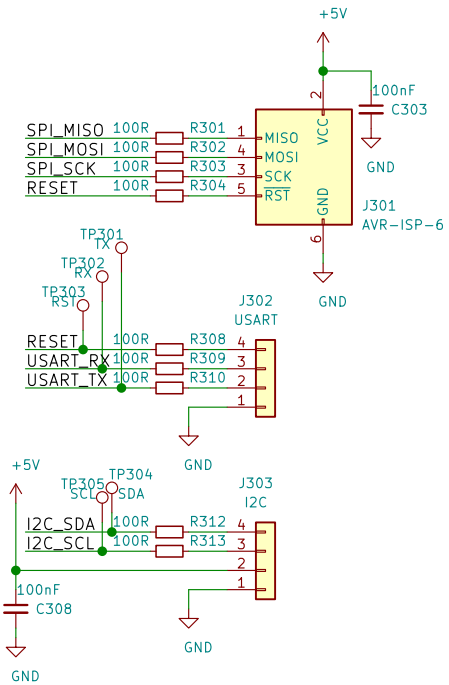 +5V
100nF
C303
GND
2
VCC
SPI_MISO 100R R301 1 MISO
SPI_MOSI 100R R302 4 MOSI
SPI_SCK 100R R303 3 SCK
RESET 100R R304 5 RST
GND
6
J301
AVR-ISP-6
GND
TP301
TX
TP302
RX
TP303
RST
J302
USART
RESET 100R R308 4
USART_RX 100R R309 3
USART_TX 100R R310 2
1
GND
+5V
TP304
SDA
TP305
SCL
J303
I2C
I2C_SDA 100R R312 4
I2C_SCL 100R R313 3
2
1
100nF
C308
GND
GND